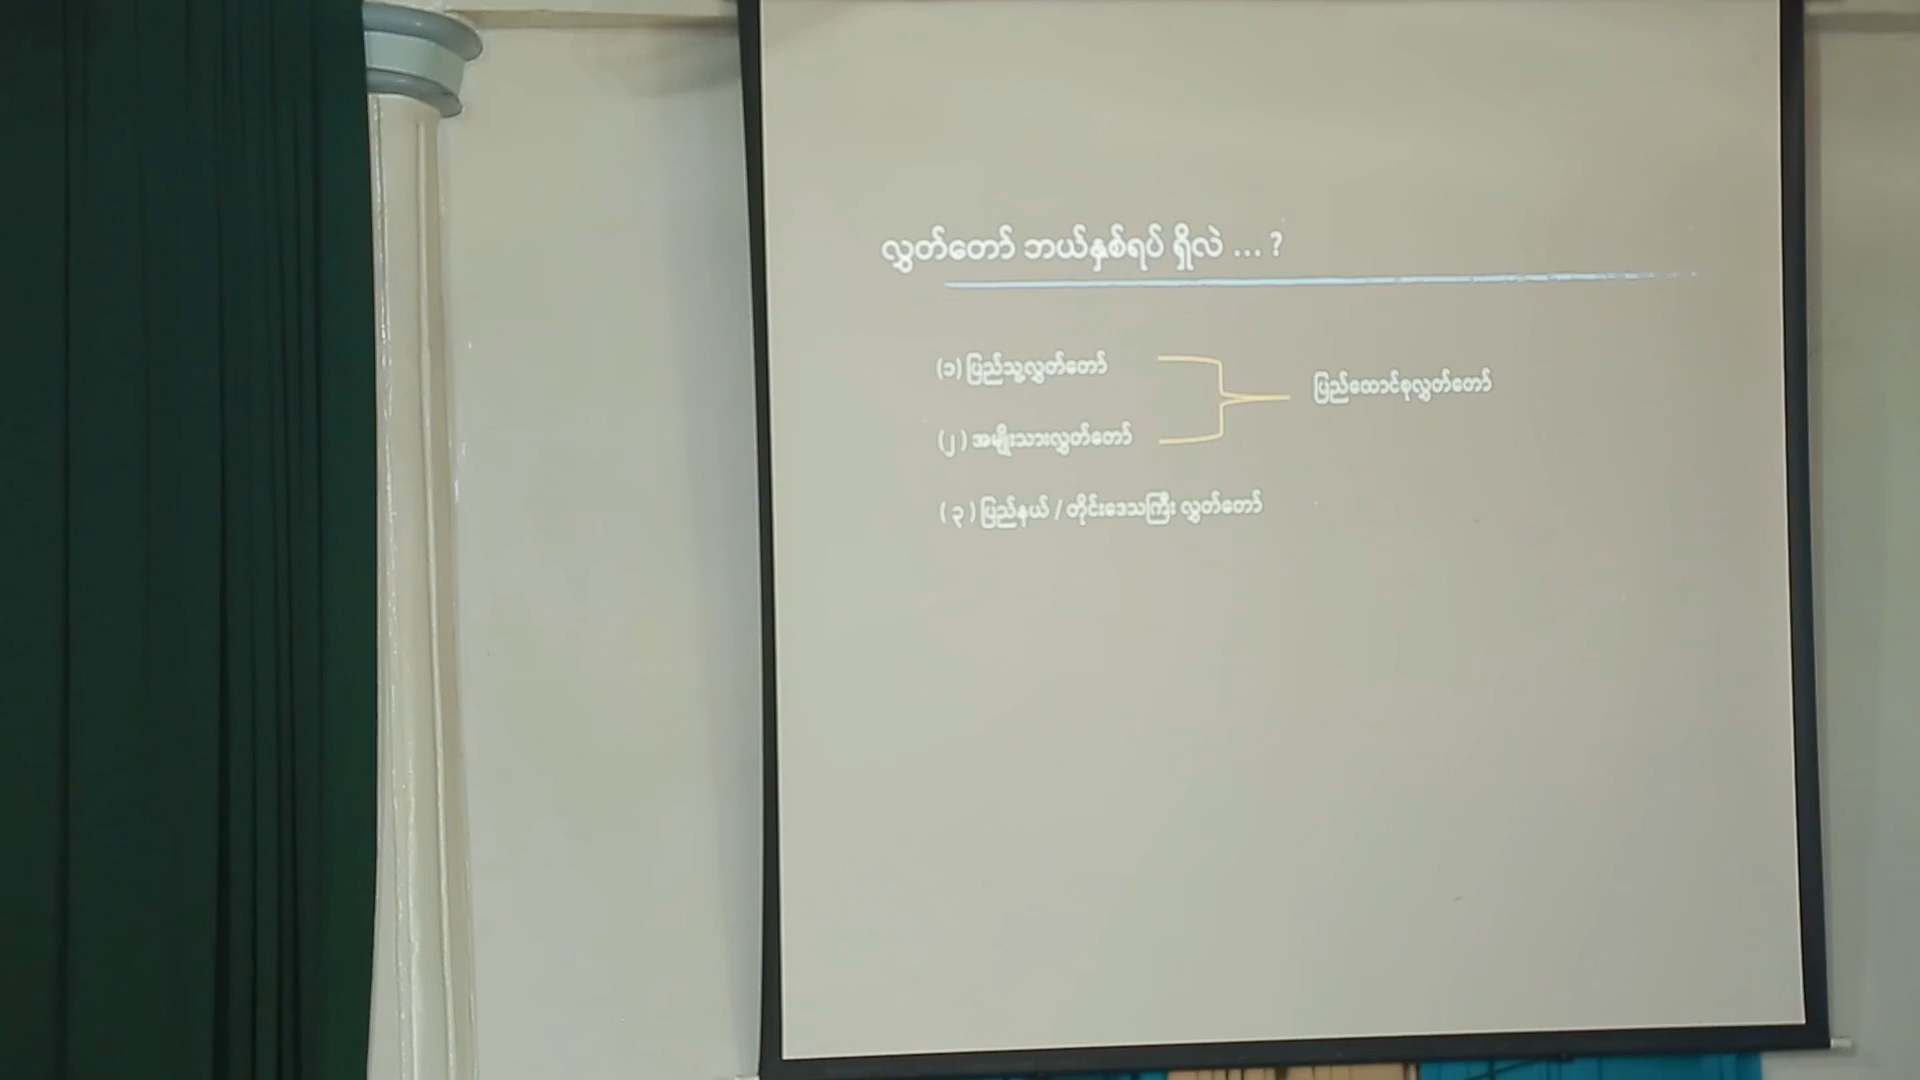 လွှတ်တော် ဘယ်နှစ်ရပ် ရှိလဲ ... ?
(၁) ပြည်သူ့လွှတ်တော်
ပြည်ထောင်စုလွှတ်တော်
(၂ ) အမျိုးသားလွှတ်တော်
( ၃ ) ပြည်နယ် / တိုင်းဒေသကြီး လွှတ်တော်